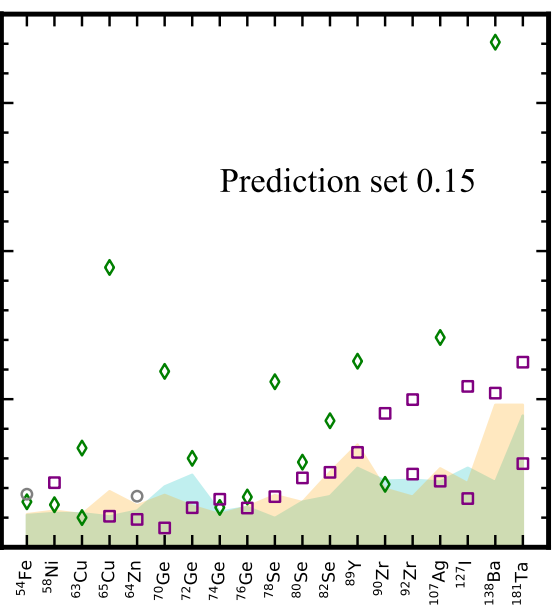 Prediction set 0.15
⁵⁴Fe
⁵⁸Ni
⁶³Cu
⁶⁵Cu
⁶⁴Zn
⁷⁰Ge
⁷²Ge
⁷⁴Ge
⁷⁶Ge
⁷⁸Se
⁸⁰Se
⁸²Se
⁸⁹Y
⁹⁰Zr
⁹²Zr
¹⁰⁷Ag
¹²⁷I
¹³⁸Ba
¹⁸¹Ta